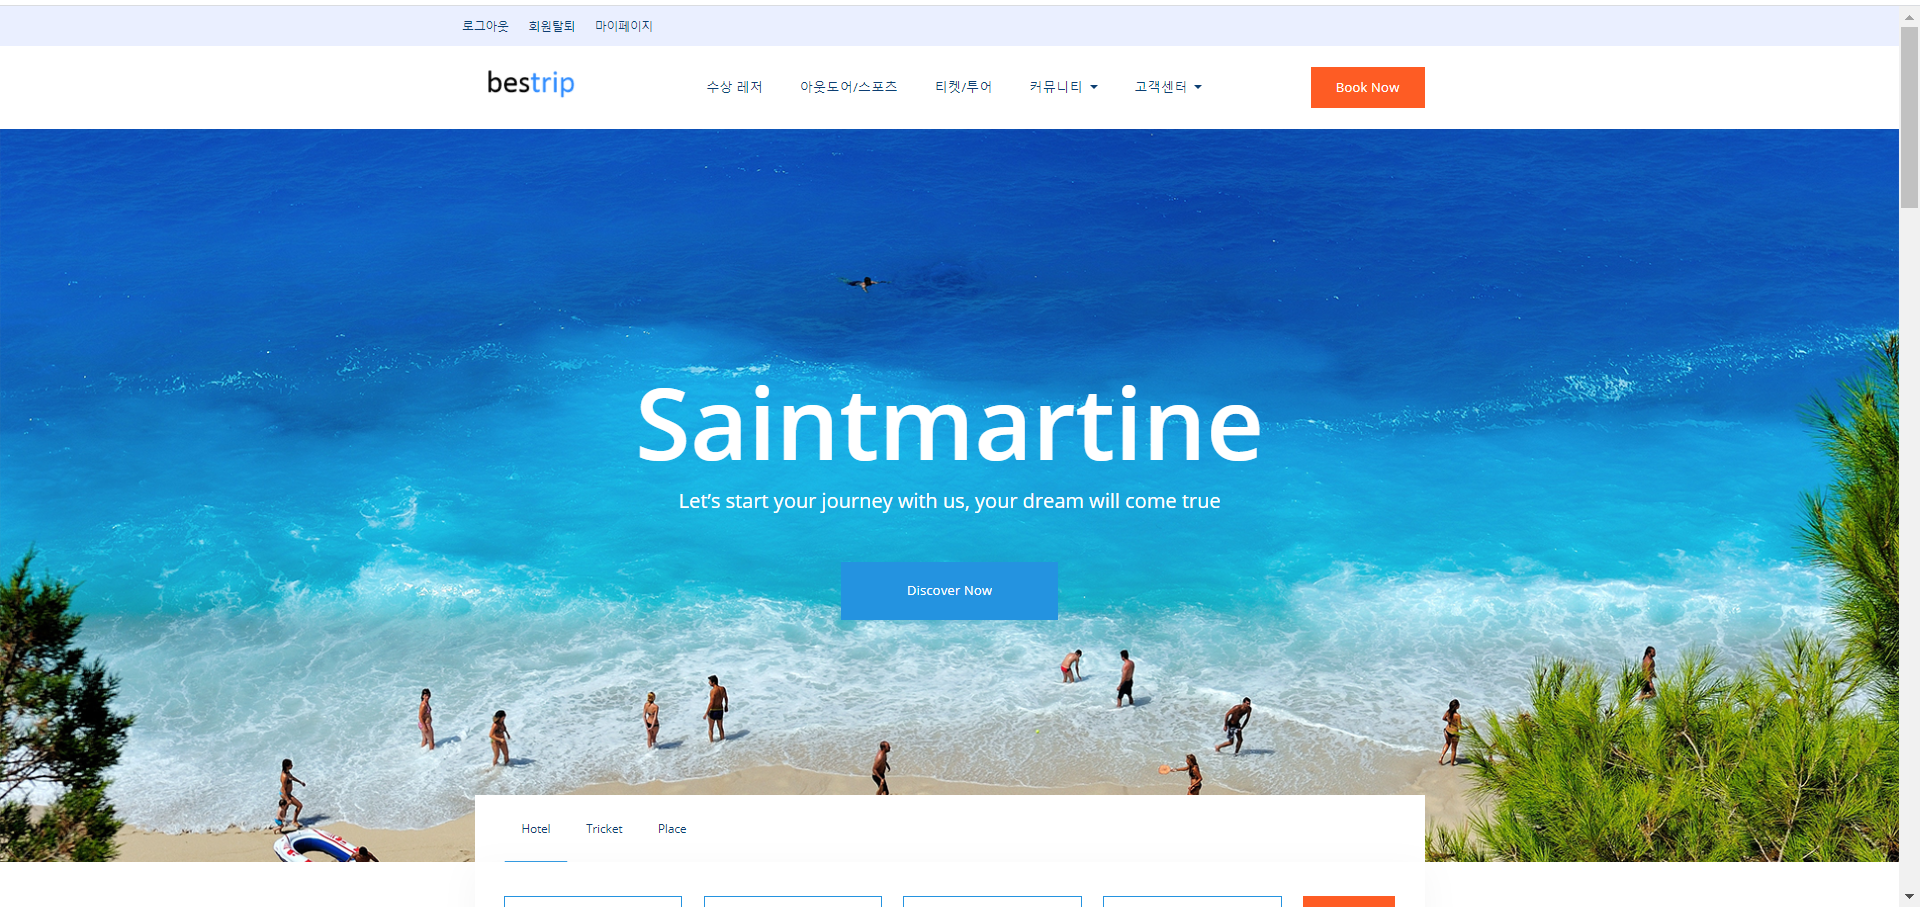 로그아웃 회원탈퇴 마이페이지
bestrip 수상 레저 아웃도어/스포츠 티켓/투어 커뮤니티 고객센터 Book Now
Saintmartine
Let’s start your journey with us, your dream will come true
Discover Now
Hotel Tricket Place